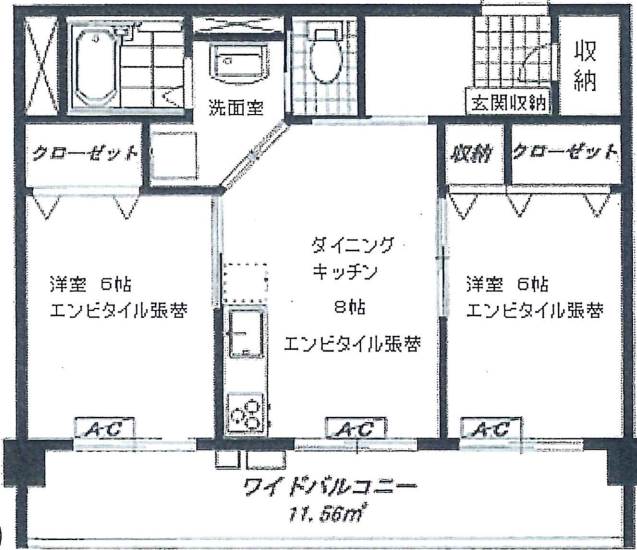 収納
洗面室
玄関収納
クローゼット
収納
クローゼット
洋室 6帖
エンビタイル張替
ダイニング
キッチン
8帖
エンビタイル張替
洋室 6帖
エンビタイル張替
A・C
A・C
A・C
ワイドバルコニー
11.56㎡